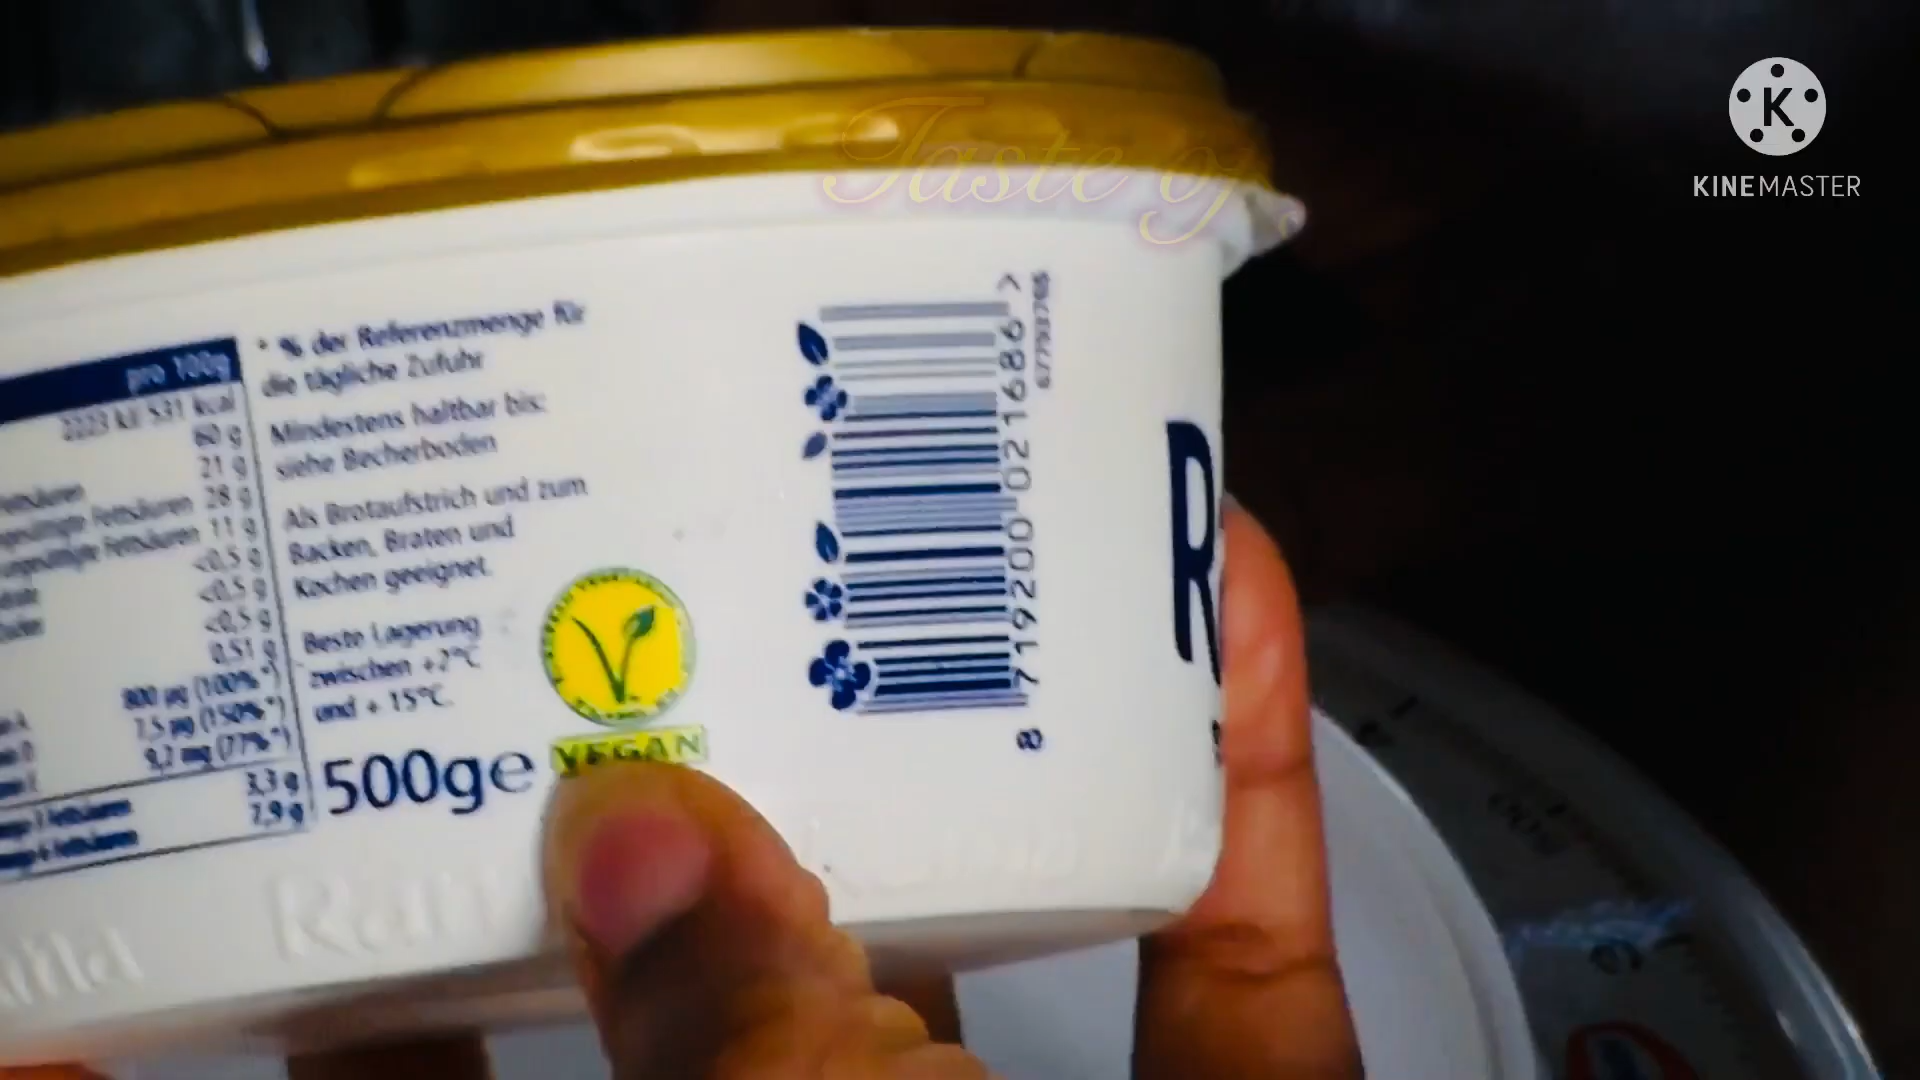 Taste of
KINEMASTER
pro 100g
2223 kJ/ 531 kcal
60 g
21 g
28 g
11 g
<0,5 g
<0,5 g
<0,5 g
0,51 g
800 µg (100%*)
7,5 µg (150%*)
9,2 mg (77%*)
3,3 g
7,9 g
* % der Referenzmenge für
die tägliche Zufuhr
Mindestens haltbar bis:
siehe Becherboden
Als Brotaufstrich und zum
Backen, Braten und
Kochen geeignet.
Beste Lagerung
zwischen +2°C
und + 15°C
500g e
VEGAN
8 719200 021686 >
R